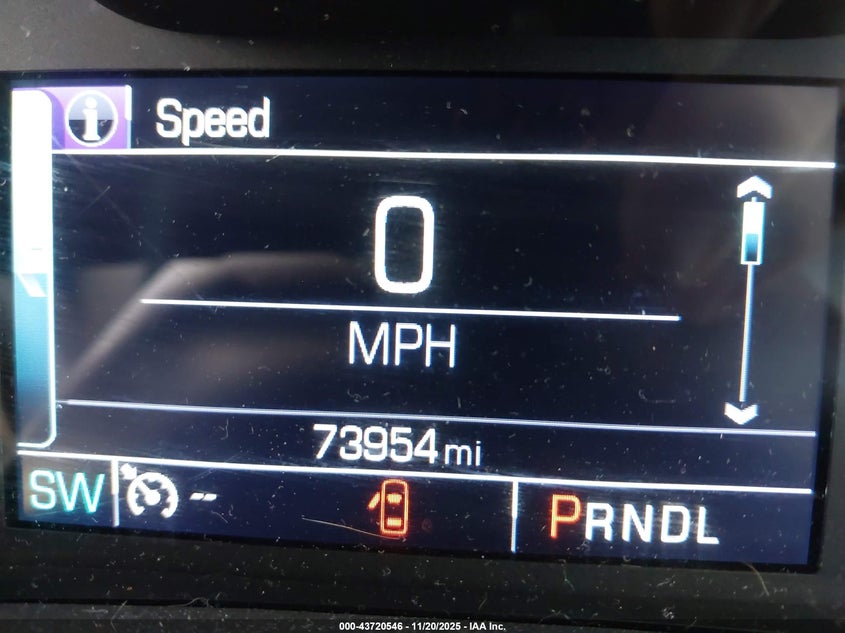 i Speed
0
MPH
73954 mi
SW -- PRNDL
000-43720546 - 11/20/2025 - IAA Inc.